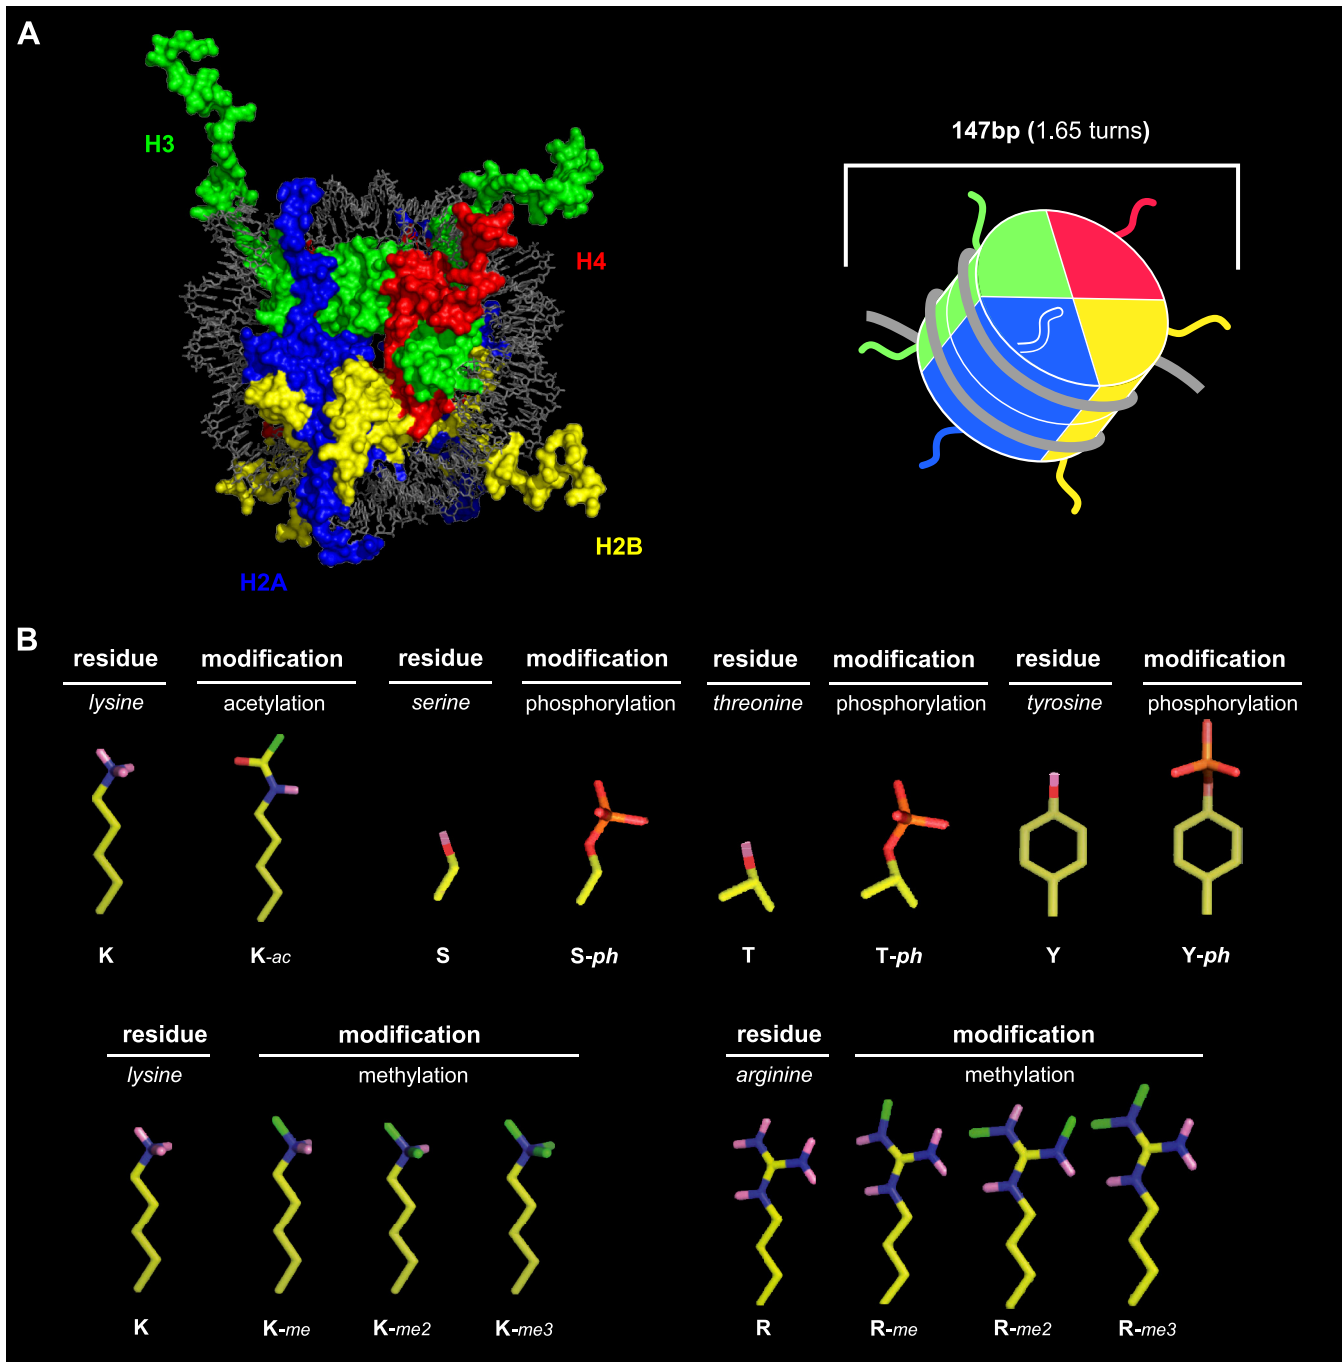 A
H3
147bp (1.65 turns)
H4
H2B
H2A
B
residue modification residue modification residue modification residue modification
lysine acetylation serine phosphorylation threonine phosphorylation tyrosine phosphorylation
K K-ac S S-ph T T-ph Y Y-ph
residue modification residue modification
lysine methylation arginine methylation
K K-me K-me2 K-me3 R R-me R-me2 R-me3